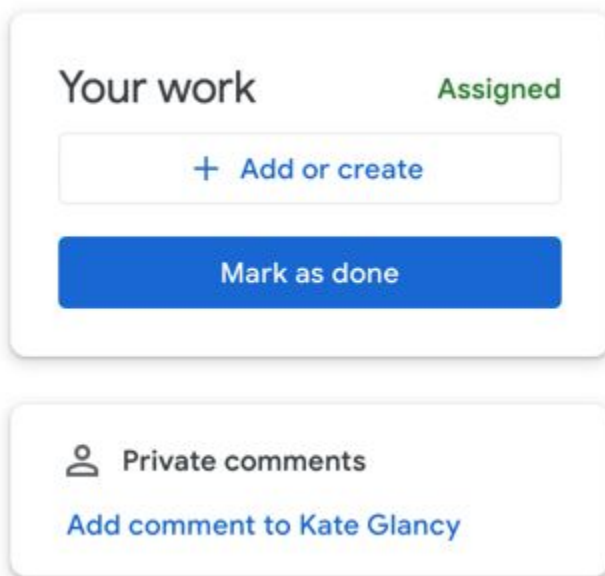 Your work
Assigned
+ Add or create
Mark as done
Private comments
Add comment to Kate Glancy